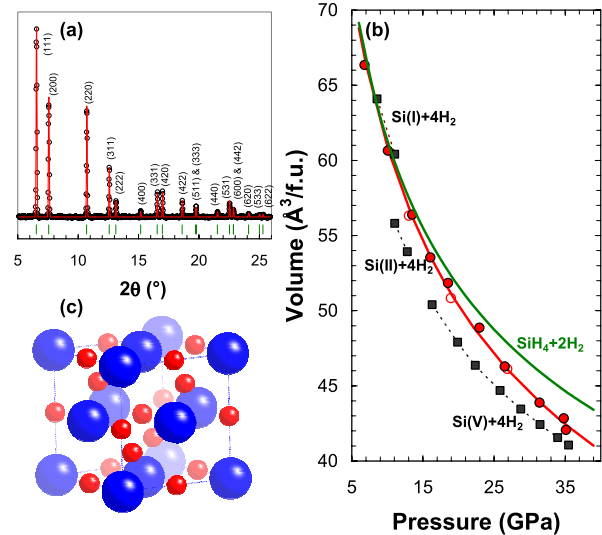 (a)
(111)
(200)
(220)
(311)
(222)
(400)
(331)
(420)
(422)
(511) & (333)
(440)
(531)
(600) & (442)
(620)
(533)
(622)
5
10
15
20
25
2θ (°)
(b)
70
65
60
55
50
45
40
Volume (Å³/f.u.)
Si(I)+4H₂
Si(II)+4H₂
SiH₄+2H₂
Si(V)+4H₂
5
15
25
35
Pressure (GPa)
(c)